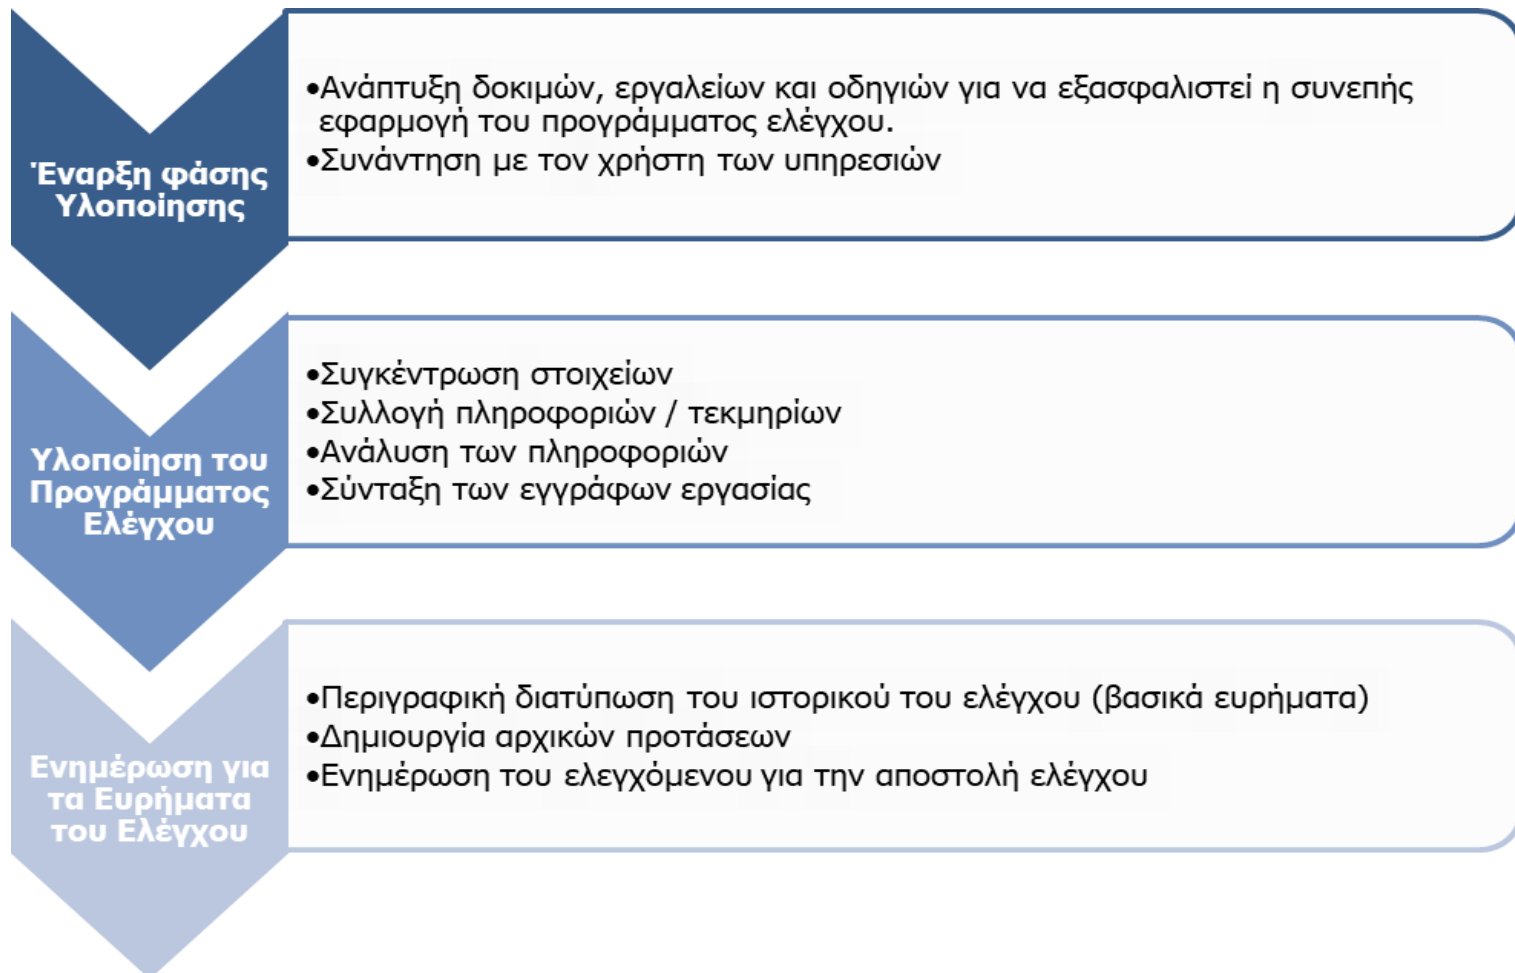 Έναρξη φάσης
Υλοποίησης
•Ανάπτυξη δοκιμών, εργαλείων και οδηγιών για να εξασφαλιστεί η συνεπής
εφαρμογή του προγράμματος ελέγχου.
•Συνάντηση με τον χρήστη των υπηρεσιών
Υλοποίηση του
Προγράμματος
Ελέγχου
•Συγκέντρωση στοιχείων
•Συλλογή πληροφοριών / τεκμηρίων
•Ανάλυση των πληροφοριών
•Σύνταξη των εγγράφων εργασίας
Ενημέρωση για
τα Ευρήματα
του Ελέγχου
•Περιγραφική διατύπωση του ιστορικού του ελέγχου (βασικά ευρήματα)
•Δημιουργία αρχικών προτάσεων
•Ενημέρωση του ελεγχόμενου για την αποστολή ελέγχου